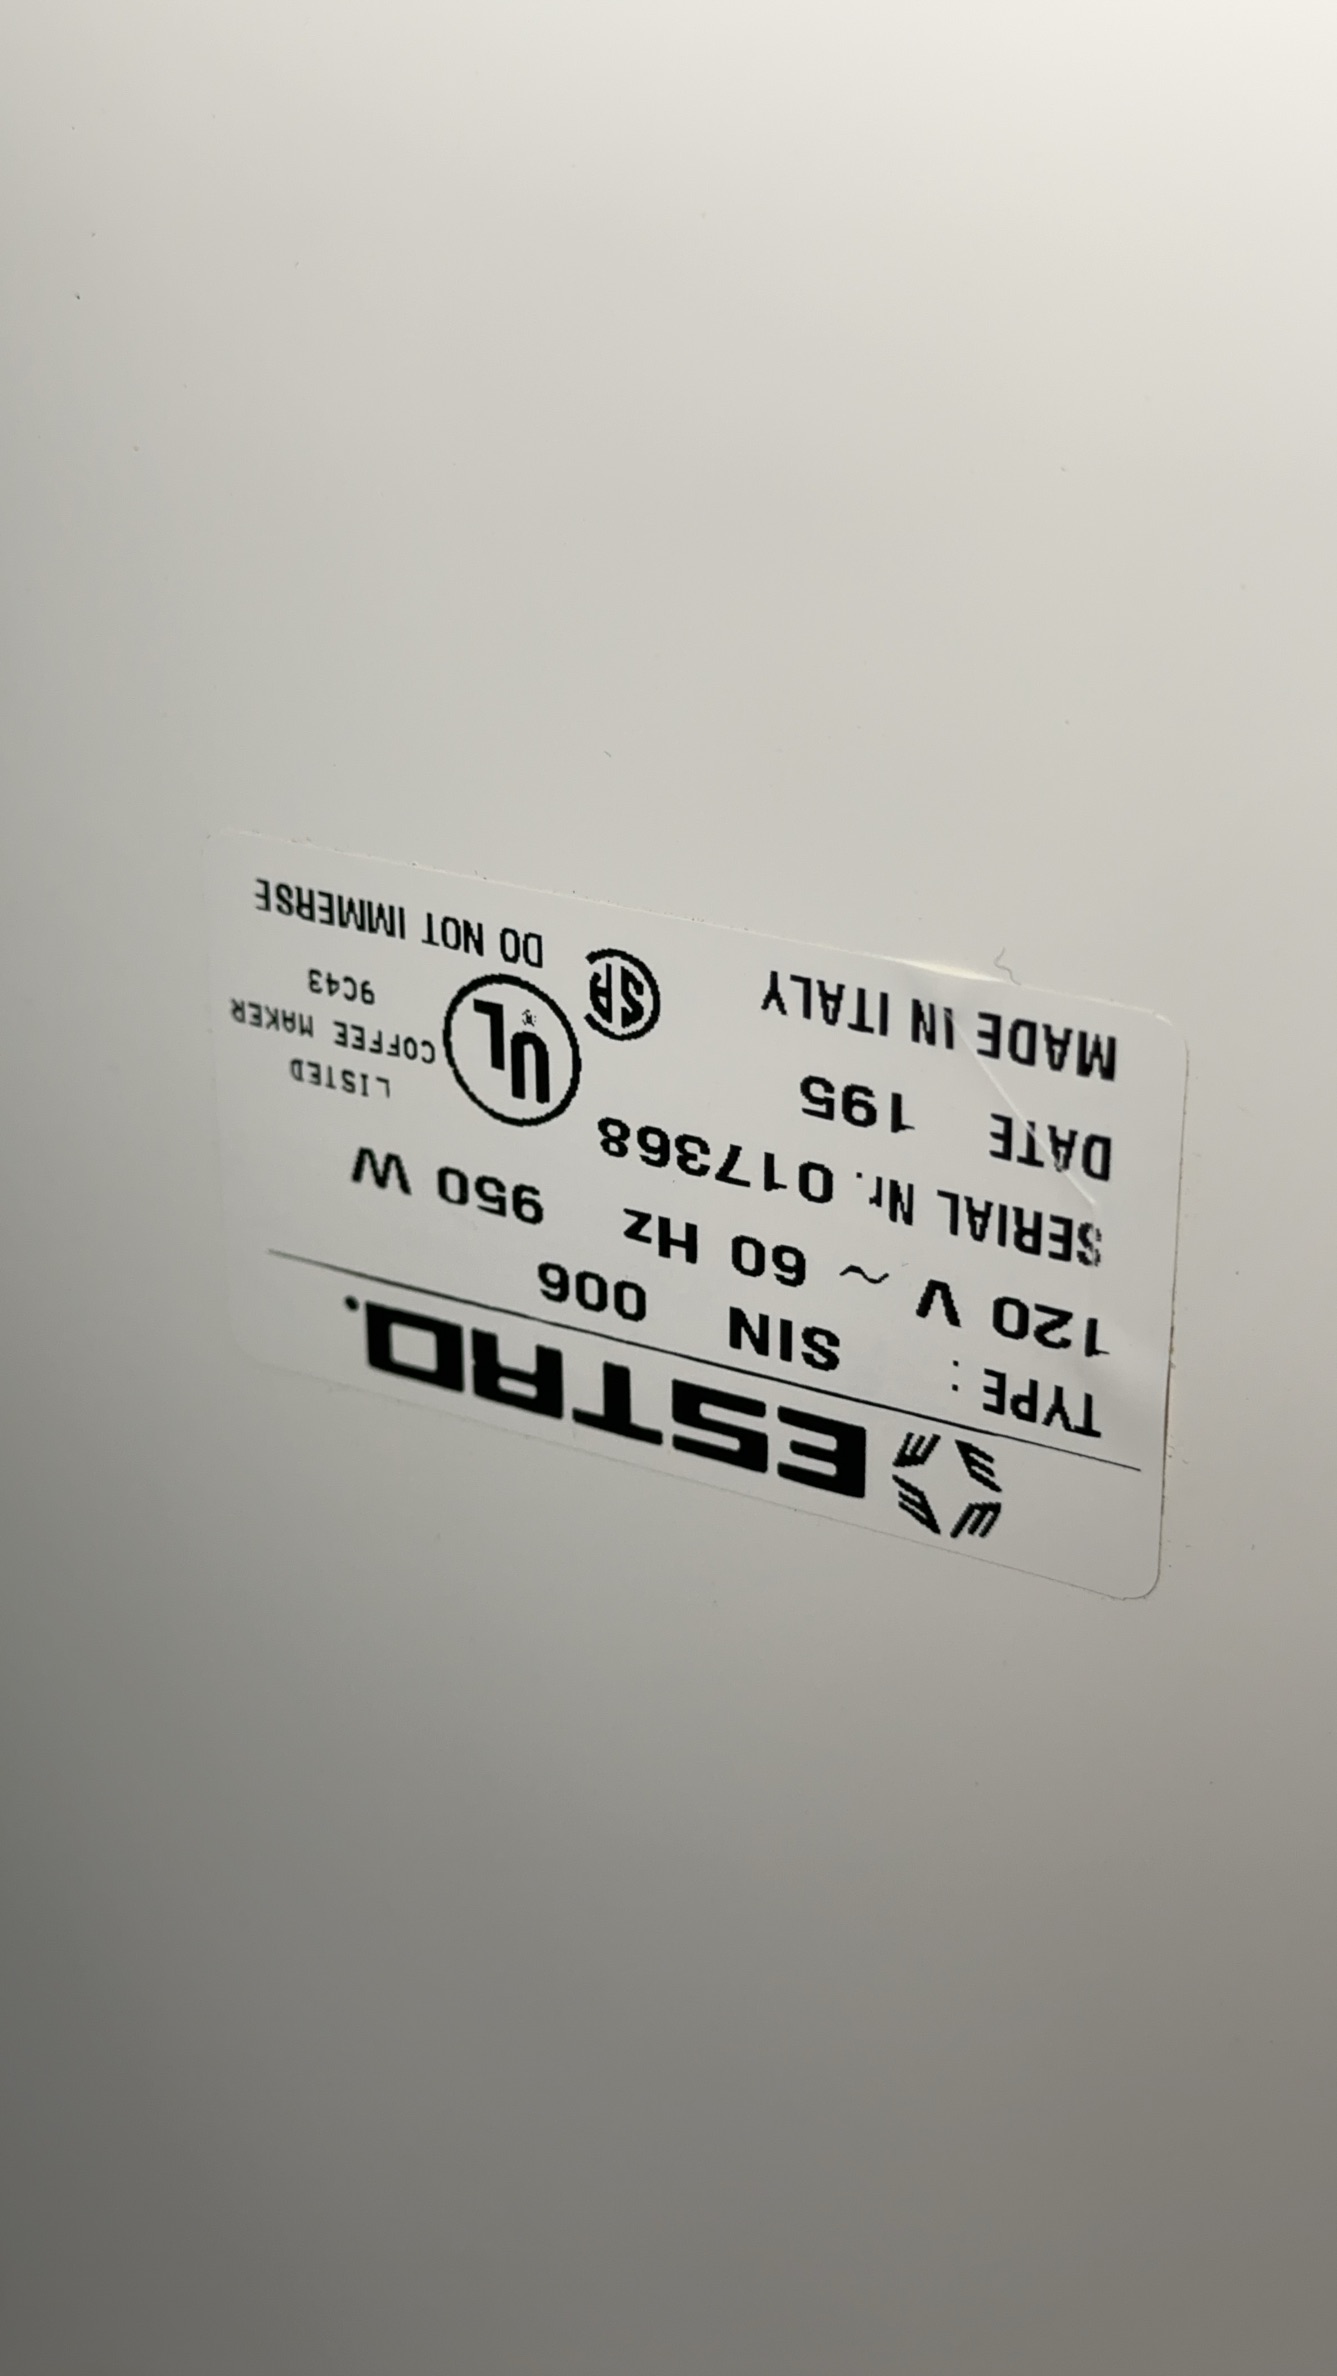 ESTRO.
TYPE : SIN 006
120 V ~ 60 Hz 950 W
SERIAL Nr. 017368
DATE 195
MADE IN ITALY
SA
UL®
LISTED
COFFEE MAKER
9C43
DO NOT IMMERSE